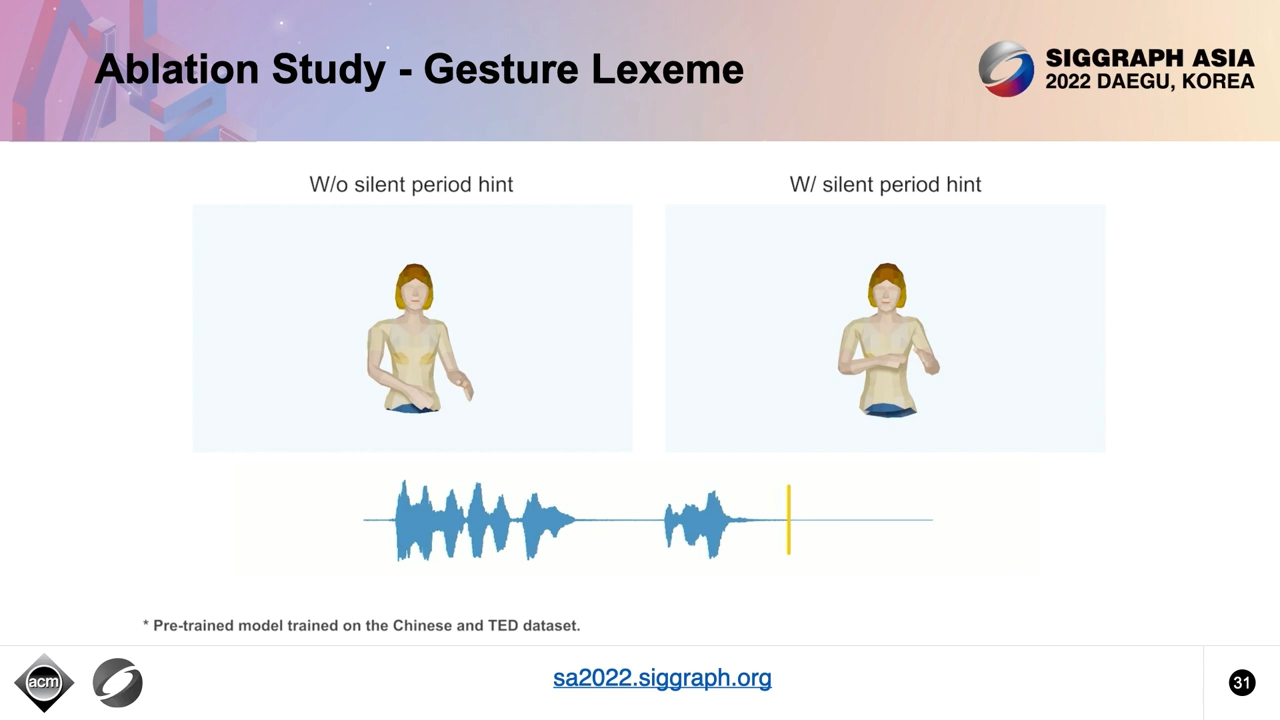 Ablation Study - Gesture Lexeme
SIGGRAPH ASIA
2022 DAEGU, KOREA
W/o silent period hint
W/ silent period hint
* Pre-trained model trained on the Chinese and TED dataset.
acm
sa2022.siggraph.org
31